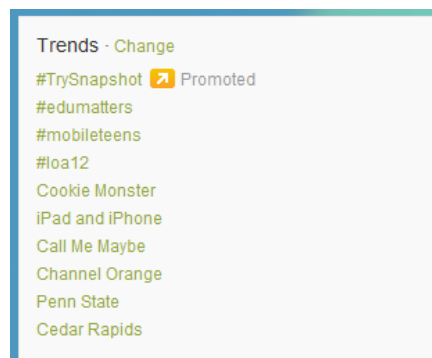 Trends · Change
#TrySnapshot Promoted
#edumatters
#mobileteens
#loa12
Cookie Monster
iPad and iPhone
Call Me Maybe
Channel Orange
Penn State
Cedar Rapids